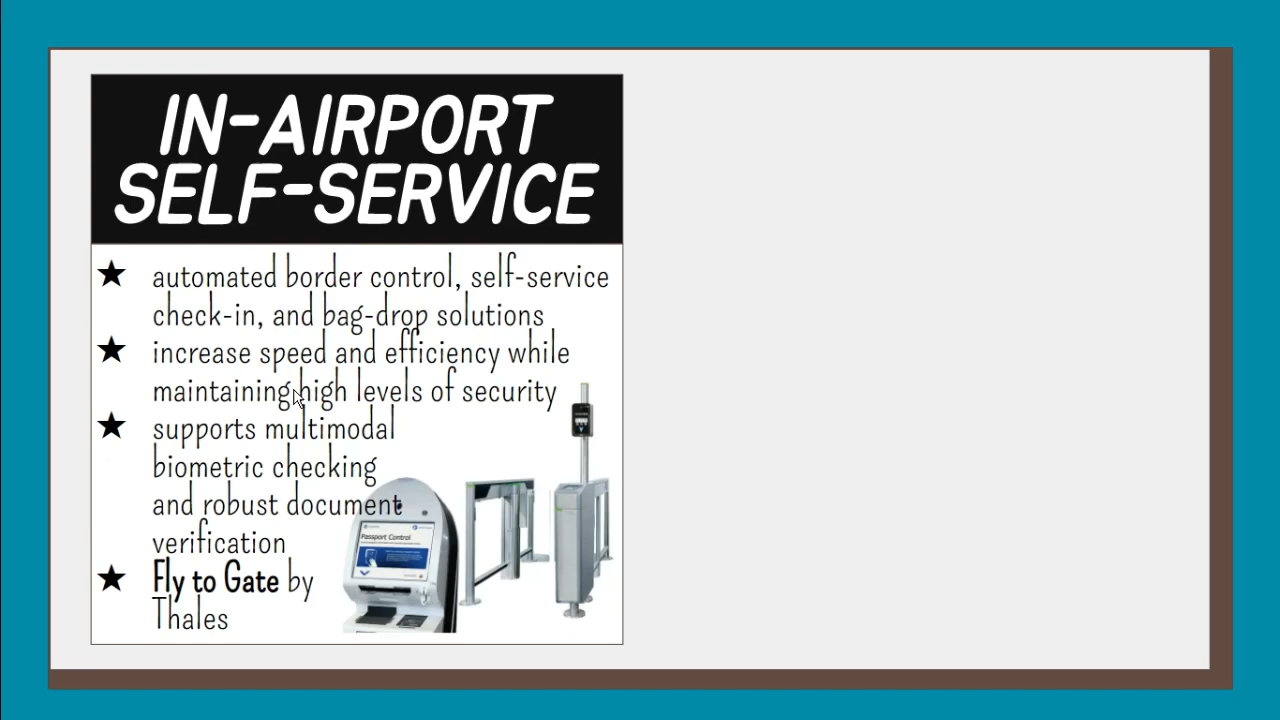 IN-AIRPORT
SELF-SERVICE
★ automated border control, self-service
check-in, and bag-drop solutions
★ increase speed and efficiency while
maintaining high levels of security
★ supports multimodal
biometric checking
and robust document
verification
★ Fly to Gate by
Thales
Passport Control